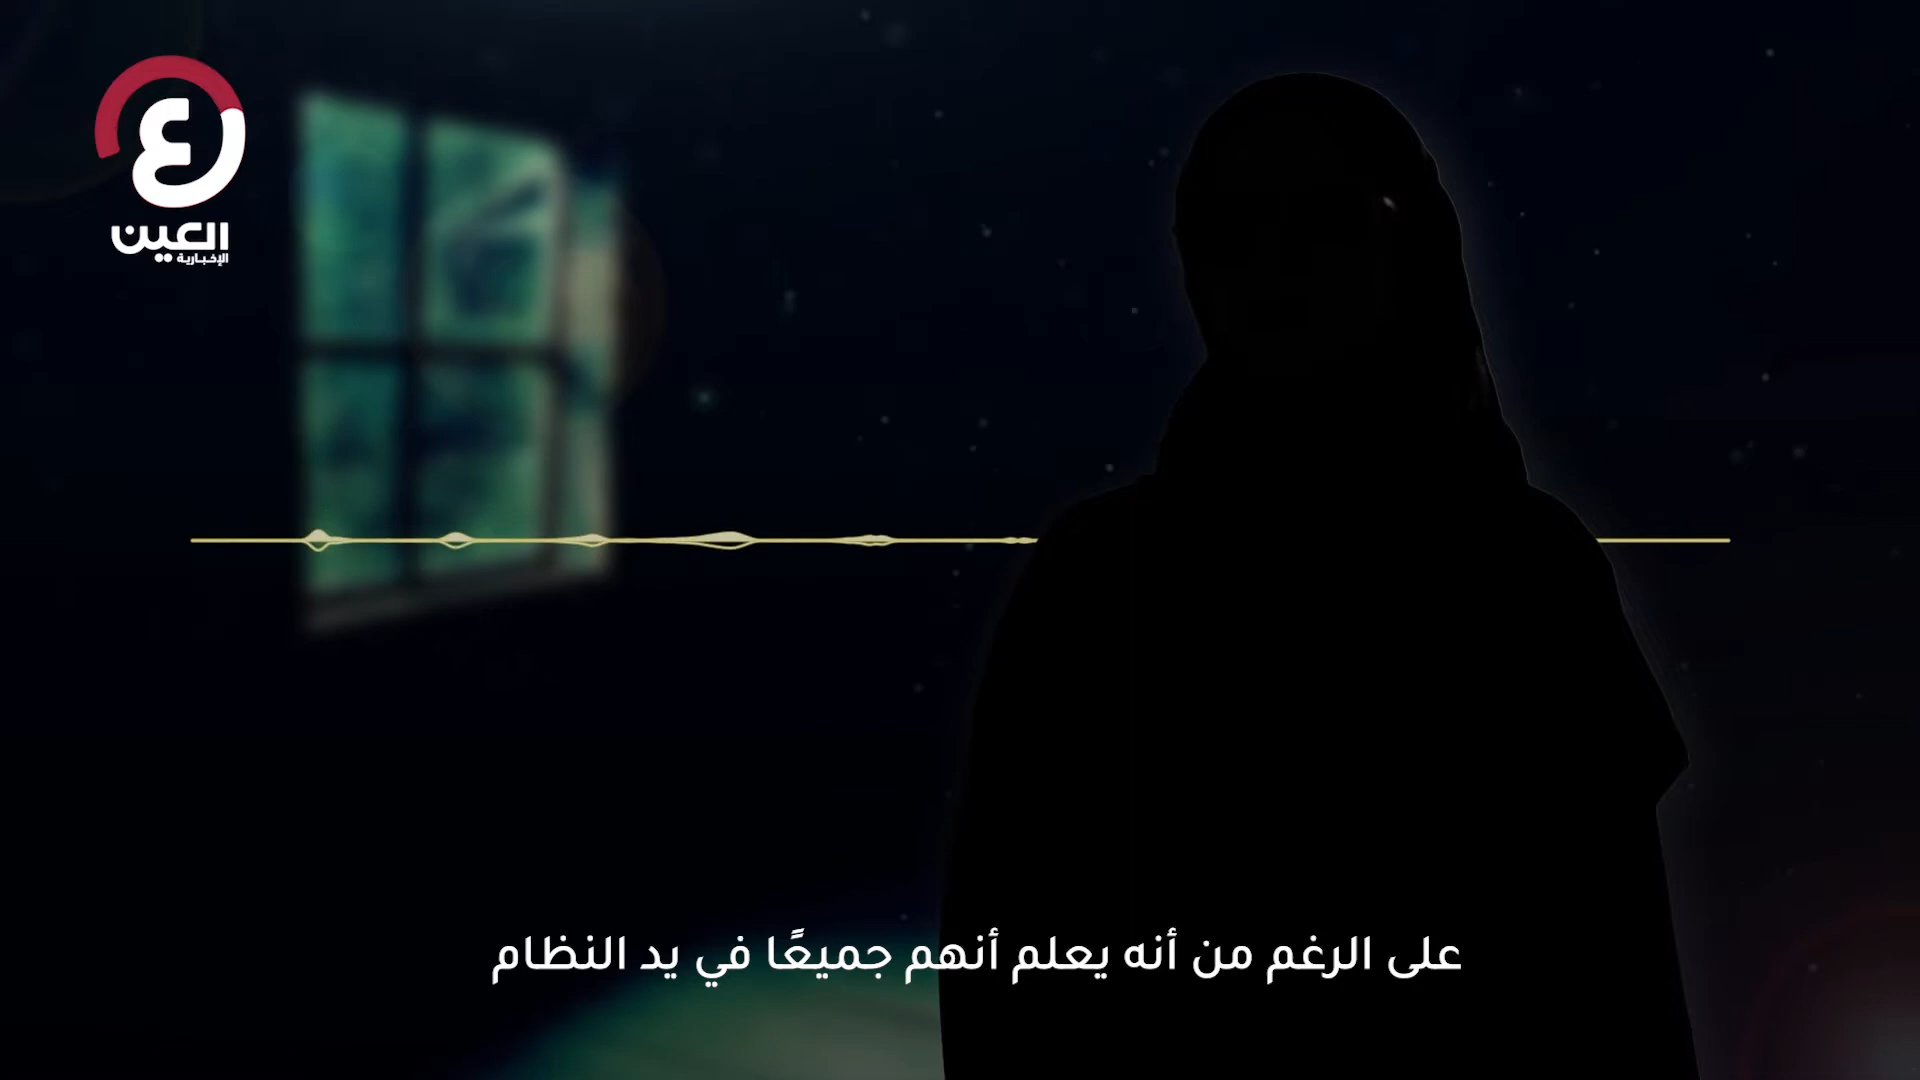 ع
العين
الإخبارية
على الرغم من أنه يعلم أنهم جميعًا في يد النظام